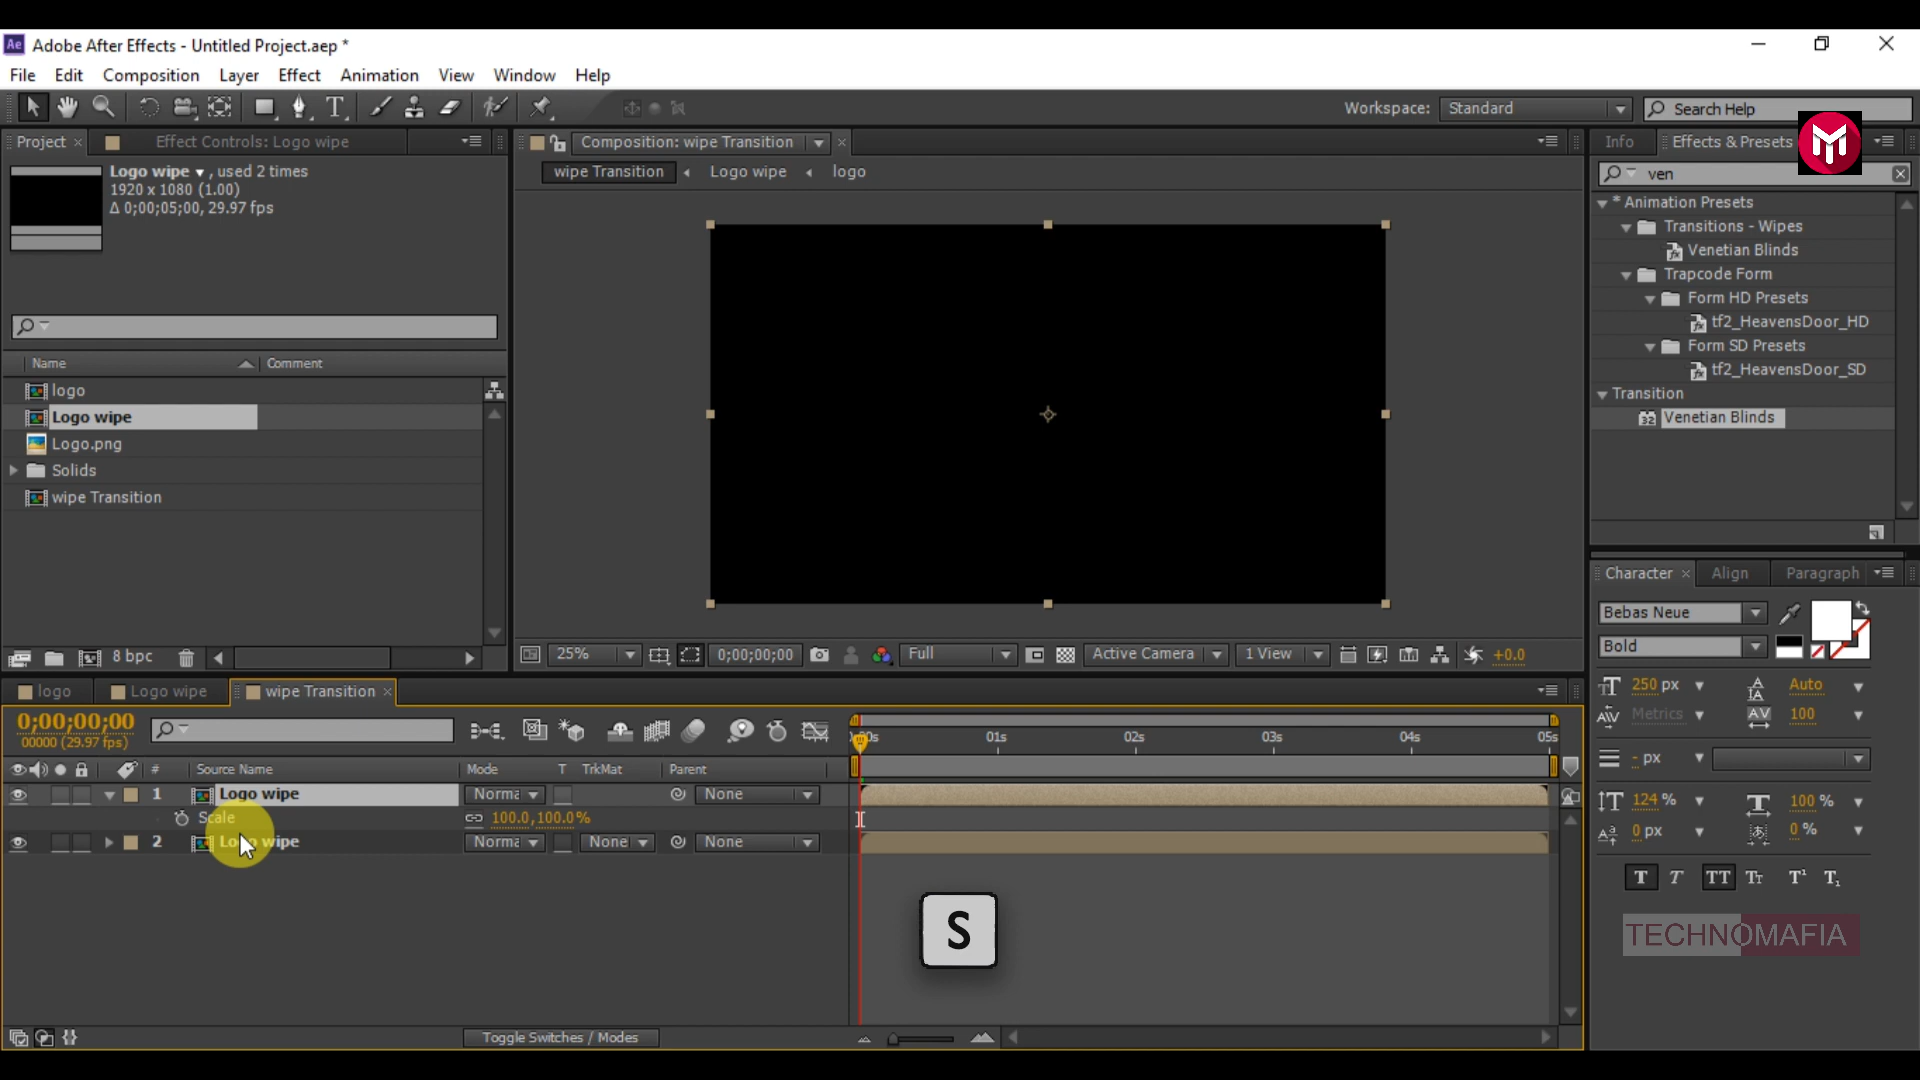 Ae Adobe After Effects - Untitled Project.aep *
File Edit Composition Layer Effect Animation View Window Help
Workspace: Standard Search Help
Project × Effect Controls: Logo wipe
Composition: wipe Transition ×
Info Effects & Presets
Logo wipe ▾ , used 2 times
1920 x 1080 (1.00)
Δ 0;00;05;00, 29.97 fps
wipe Transition Logo wipe logo
ven
* Animation Presets
Transitions - Wipes
Venetian Blinds
Trapcode Form
Form HD Presets
tf2_HeavensDoor_HD
Form SD Presets
tf2_HeavensDoor_SD
Transition
32 Venetian Blinds
Name Comment
logo
Logo wipe
Logo.png
Solids
wipe Transition
8 bpc
25% 0;00;00;00 Full Active Camera 1 View +0.0
Character × Align Paragraph
Bebas Neue
Bold
250 px Auto
Metrics 100
- px
124 % 100 %
0 px 0 %
T T TT Tt T¹ T₁
logo Logo wipe wipe Transition ×
0;00;00;00
00000 (29.97 fps)
01s 02s 03s 04s 05s
# Source Name Mode T TrkMat Parent
1 Logo wipe Norma None
Scale 100.0,100.0%
2 Logo wipe Norma None None
S
Toggle Switches / Modes
TECHNOMAFIA